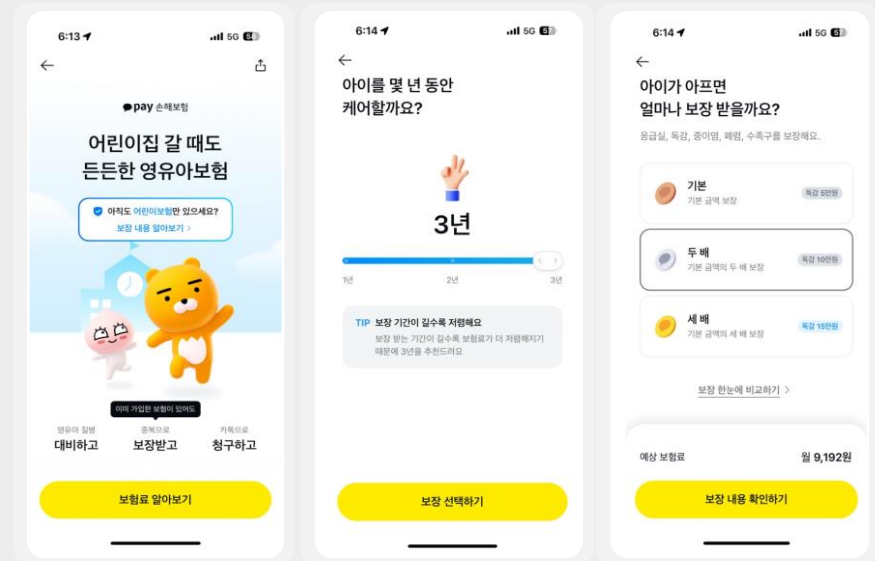 6:13
5G
pay 손해보험
어린이집 갈 때도
든든한 영유아보험
아직도 어린이보험만 있으세요?
보장 내용 알아보기 >
이미 가입한 보험이 있어도
영유아 질병
대비하고
중복으로
보장받고
카톡으로
청구하고
보험료 알아보기
6:14
5G
아이를 몇 년 동안
케어할까요?
3년
1년
2년
3년
TIP 보장 기간이 길수록 저렴해요
보장 받는 기간이 길수록 보험료가 더 저렴해지기
때문에 3년을 추천드려요
보장 선택하기
6:14
5G
아이가 아프면
얼마나 보장 받을까요?
응급실, 독감, 중이염, 폐렴, 수족구를 보장해요.
기본
기본 금액 보장
독감 5만원
두 배
기본 금액의 두 배 보장
독감 10만원
세 배
기본 금액의 세 배 보장
독감 15만원
보장 한눈에 비교하기 >
예상 보험료
월 9,192원
보장 내용 확인하기